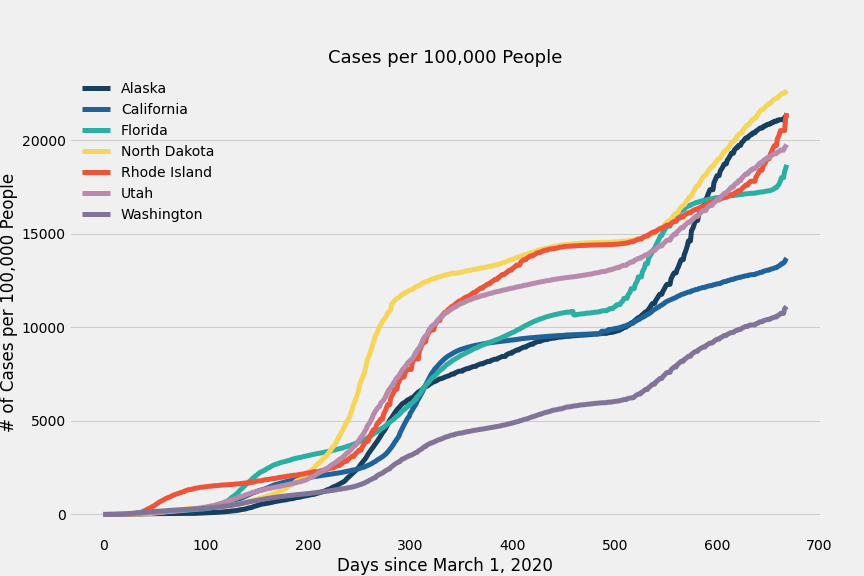 Cases per 100,000 People
Alaska
California
Florida
North Dakota
Rhode Island
Utah
Washington
# of Cases per 100,000 People
20000
15000
10000
5000
0
0 100 200 300 400 500 600 700
Days since March 1, 2020